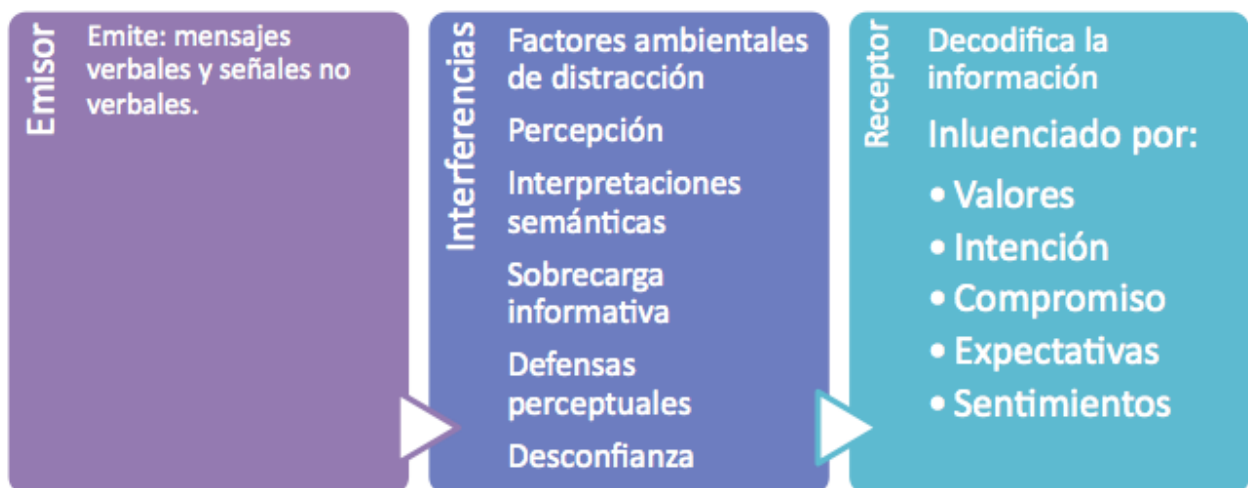 Emisor
Emite: mensajes
verbales y señales no
verbales.
Interferencias
Factores ambientales
de distracción
Percepción
Interpretaciones
semánticas
Sobrecarga
informativa
Defensas
perceptuales
Desconfianza
Receptor
Decodifica la
información
Inluenciado por:
• Valores
• Intención
• Compromiso
• Expectativas
• Sentimientos